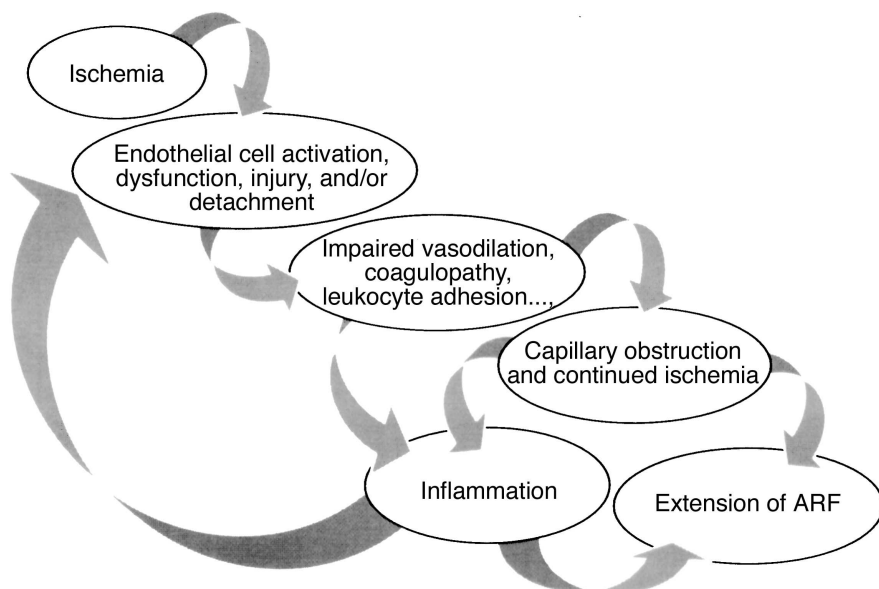 Ischemia
Endothelial cell activation,
dysfunction, injury, and/or
detachment
Impaired vasodilation,
coagulopathy,
leukocyte adhesion...,
Capillary obstruction
and continued ischemia
Inflammation
Extension of ARF